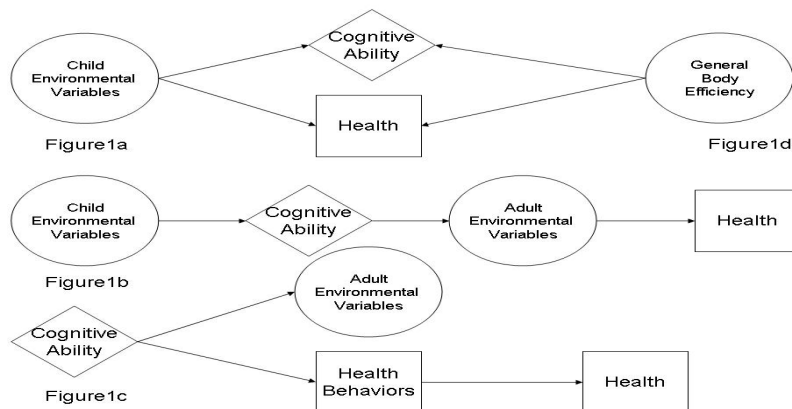 Cognitive
Ability
Child
Environmental
Variables
General
Body
Efficiency
Health
Figure1a
Figure1d
Child
Environmental
Variables
Cognitive
Ability
Adult
Environmental
Variables
Health
Figure1b
Adult
Environmental
Variables
Cognitive
Ability
Health
Behaviors
Health
Figure1c